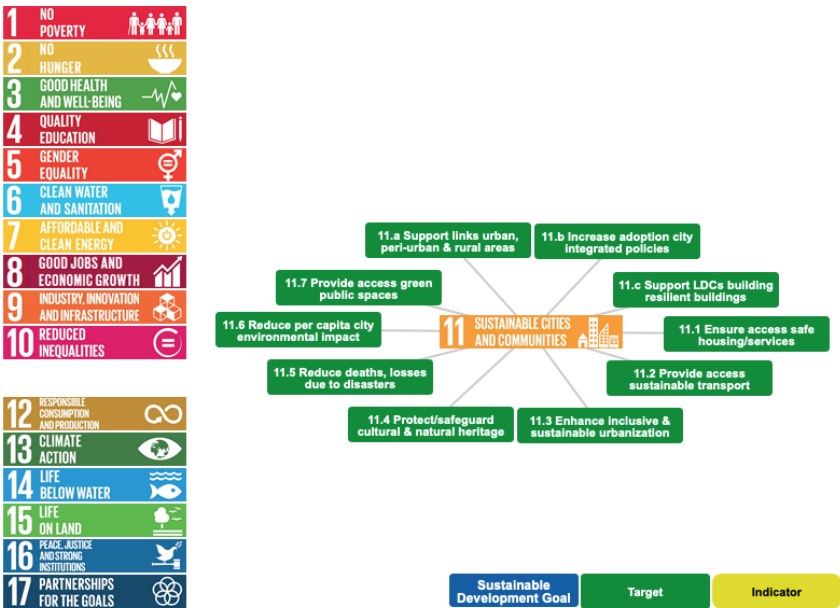 1 NO
POVERTY
2 NO
HUNGER
3 GOOD HEALTH
AND WELL-BEING
4 QUALITY
EDUCATION
5 GENDER
EQUALITY
6 CLEAN WATER
AND SANITATION
7 AFFORDABLE AND
CLEAN ENERGY
8 GOOD JOBS AND
ECONOMIC GROWTH
9 INDUSTRY, INNOVATION
AND INFRASTRUCTURE
10 REDUCED
INEQUALITIES
12 RESPONSIBLE
CONSUMPTION
AND PRODUCTION
13 CLIMATE
ACTION
14 LIFE
BELOW WATER
15 LIFE
ON LAND
16 PEACE, JUSTICE
AND STRONG
INSTITUTIONS
17 PARTNERSHIPS
FOR THE GOALS
11.a Support links urban,
peri-urban & rural areas
11.b Increase adoption city
integrated policies
11.7 Provide access green
public spaces
11.c Support LDCs building
resilient buildings
11.6 Reduce per capita city
environmental impact
11 SUSTAINABLE CITIES
AND COMMUNITIES
11.1 Ensure access safe
housing/services
11.5 Reduce deaths, losses
due to disasters
11.2 Provide access
sustainable transport
11.4 Protect/safeguard
cultural & natural heritage
11.3 Enhance inclusive &
sustainable urbanization
Sustainable
Development Goal
Target
Indicator